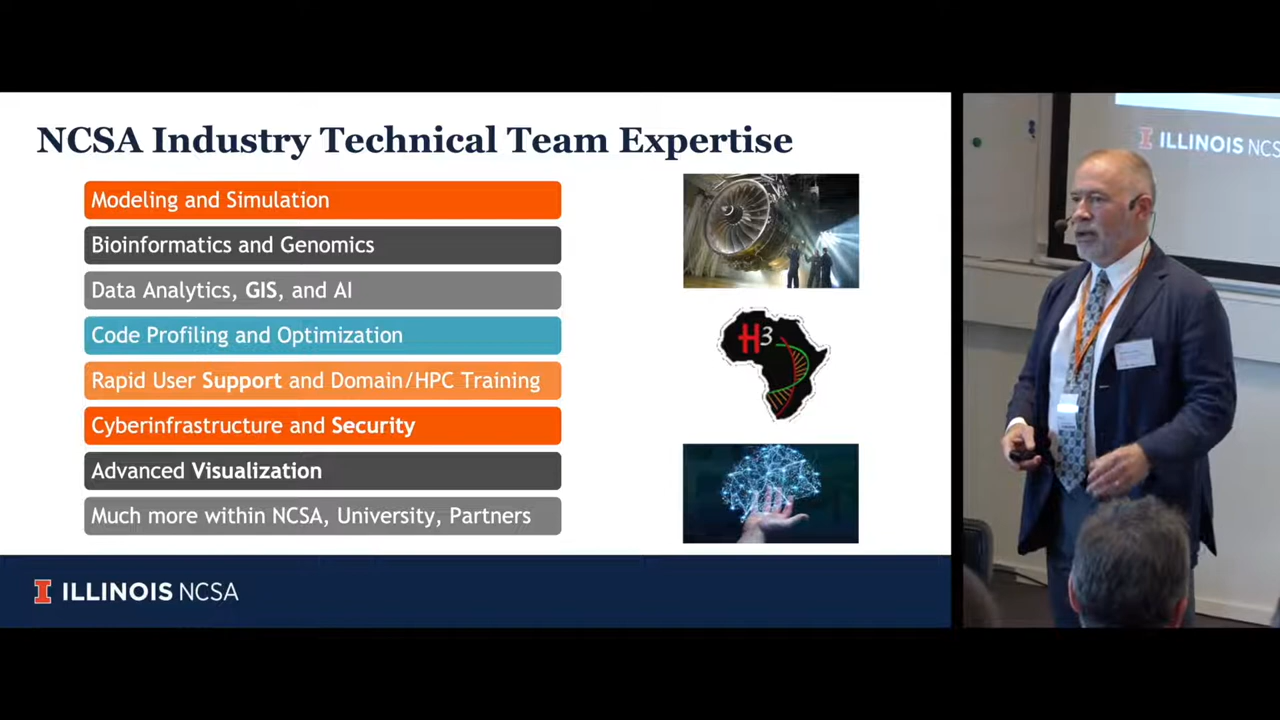 NCSA Industry Technical Team Expertise
Modeling and Simulation
Bioinformatics and Genomics
Data Analytics, GIS, and AI
Code Profiling and Optimization
Rapid User Support and Domain/HPC Training
Cyberinfrastructure and Security
Advanced Visualization
Much more within NCSA, University, Partners
H3
I ILLINOIS NCSA
I ILLINOIS NCS